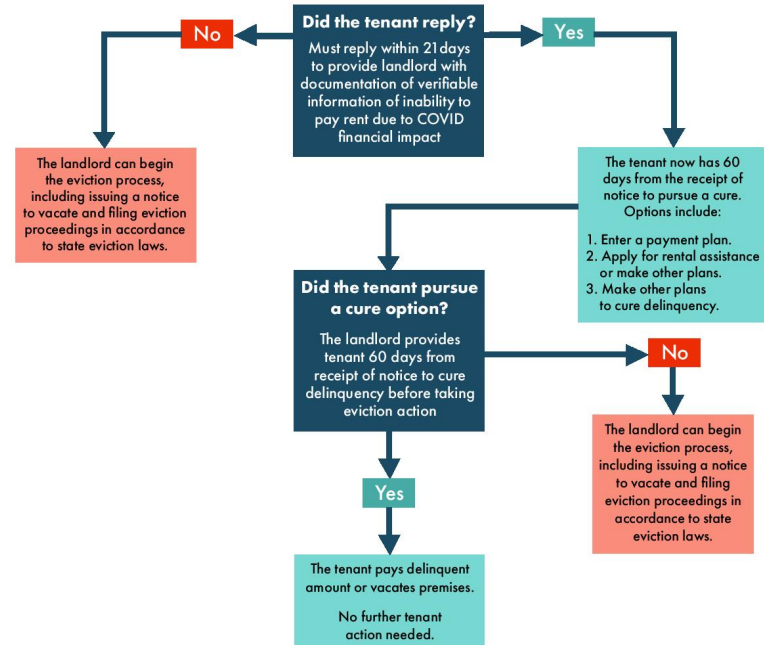 Did the tenant reply?
Must reply within 21days
to provide landlord with
documentation of verifiable
information of inability to
pay rent due to COVID
financial impact
No
Yes
The landlord can begin
the eviction process,
including issuing a notice
to vacate and filing eviction
proceedings in accordance
to state eviction laws.
The tenant now has 60
days from the receipt of
notice to pursue a cure.
Options include:
1. Enter a payment plan.
2. Apply for rental assistance
or make other plans.
3. Make other plans
to cure delinquency.
Did the tenant pursue
a cure option?
The landlord provides
tenant 60 days from
receipt of notice to cure
delinquency before taking
eviction action
No
The landlord can begin
the eviction process,
including issuing a notice
to vacate and filing
eviction proceedings in
accordance to state
eviction laws.
Yes
The tenant pays delinquent
amount or vacates premises.
No further tenant
action needed.